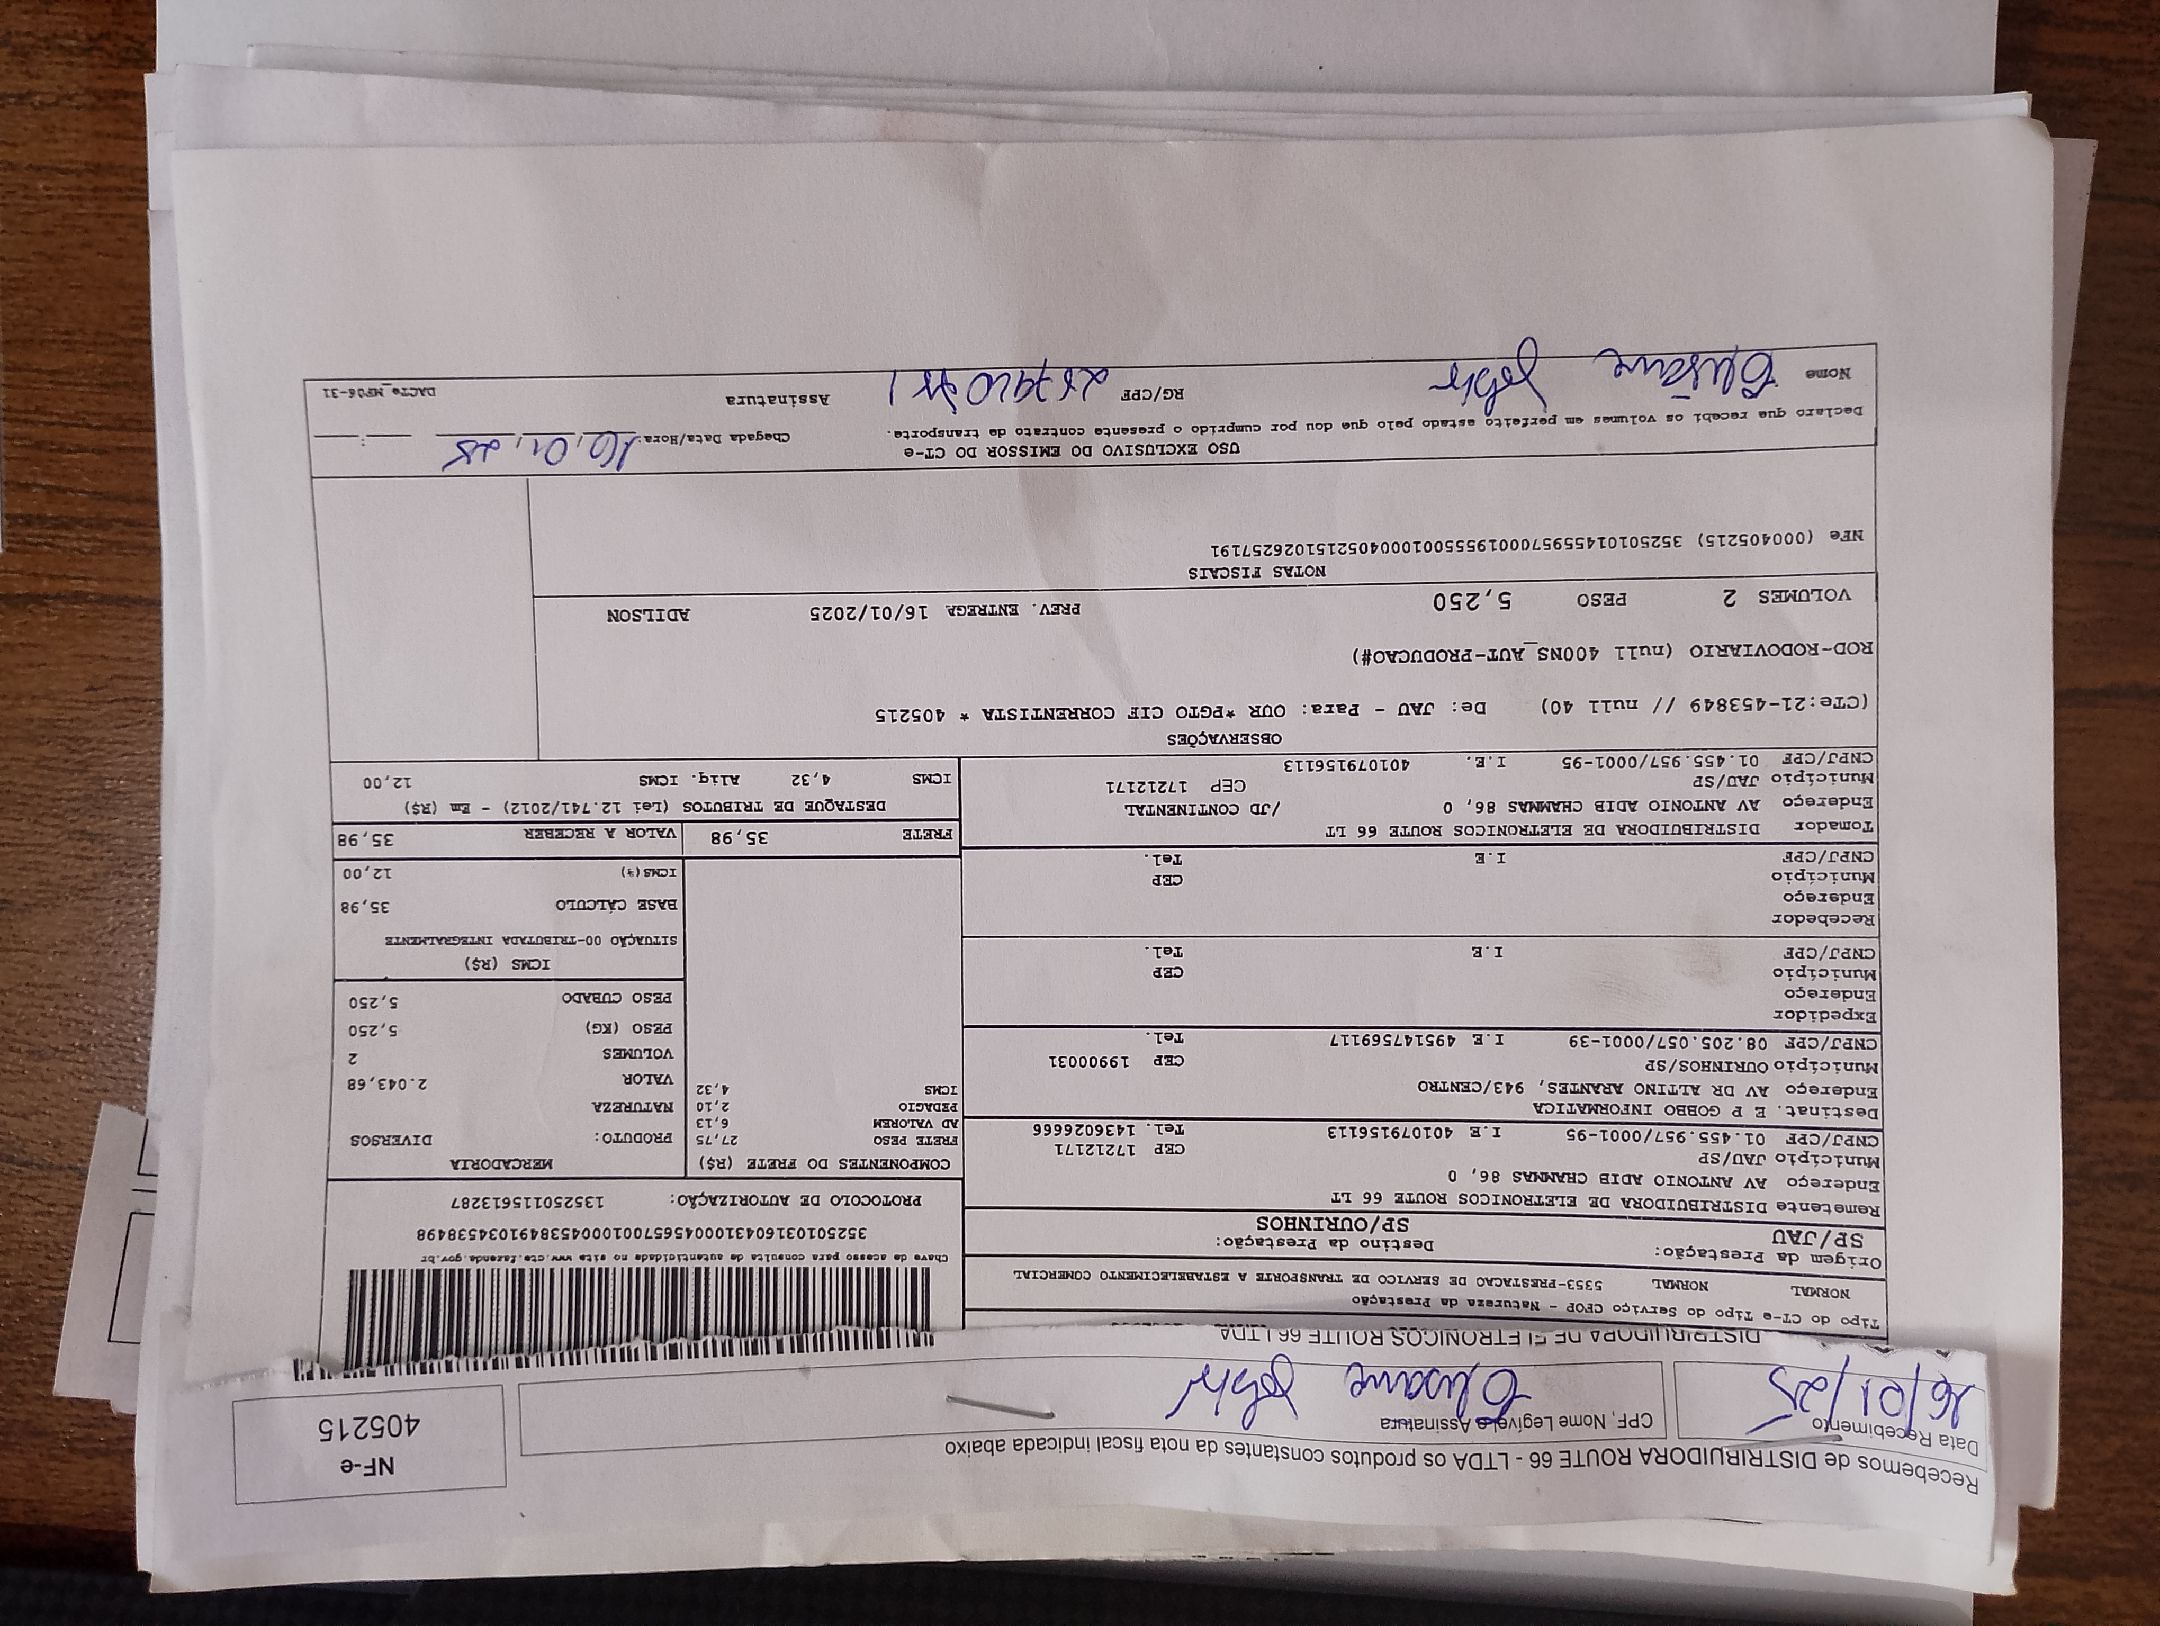 Recebemos de DISTRIBUIDORA ROUTE 66 - LTDA os produtos constantes da nota fiscal indicada abaixo
NF-e
405215
Data Recebimento
16/01/25
CPF, Nome Legível e Assinatura
DISTRIBUIDORA DE ELETRONICOS ROUTE 66 LTDA
Tipo do CT-e Tipo do Serviço CFOP - Natureza da Prestação
NORMAL NORMAL 5353-PRESTACAO DE SERVICO DE TRANSPORTE A ESTABELECIMENTO COMERCIAL
Origem da Prestação: Destino da Prestação:
SP/JAU SP/OURINHOS
Chave de acesso para consulta de autenticidade no site www.cte.fazenda.gov.br
35250103160431000456570010004538491034538498
PROTOCOLO DE AUTORIZAÇÃO: 135250115613287
Remetente DISTRIBUIDORA DE ELETRONICOS ROUTE 66 LT
Endereço AV ANTONIO ADIB CHAMMAS 86, 0
Município JAU/SP CEP 17212171
CNPJ/CPF 01.455.957/0001-95 I.E 401079156113 Tel. 1436026666
Destinat. E P GOBBO INFORMATICA
Endereço AV DR ALTINO ARANTES, 943/CENTRO
Município OURINHOS/SP CEP 19900031
CNPJ/CPF 08.205.057/0001-39 I.E 495147569117 Tel.
Expedidor
Endereço
Município CEP
CNPJ/CPF I.E Tel.
Recebedor
Endereço
Município CEP
CNPJ/CPF I.E Tel.
Tomador DISTRIBUIDORA DE ELETRONICOS ROUTE 66 LT
Endereço AV ANTONIO ADIB CHAMMAS 86, 0 /JD CONTINENTAL
Município JAU/SP CEP 17212171
CNPJ/CPF 01.455.957/0001-95 I.E. 401079156113
COMPONENTES DO FRETE (R$)
FRETE PESO 27,75
AD VALOREM 6,13
PEDAGIO 2,10
ICMS 4,32
MERCADORIA
PRODUTO: DIVERSOS
NATUREZA
VALOR 2.043,68
VOLUMES 2
PESO (KG) 5,250
PESO CUBADO 5,250
ICMS (R$)
SITUAÇÃO 00-TRIBUTADA INTEGRALMENTE
BASE CÁLCULO 35,98
ICMS(%) 12,00
FRETE 35,98 VALOR A RECEBER 35,98
DESTAQUE DE TRIBUTOS (Lei 12.741/2012) - Em (R$)
ICMS 4,32 Aliq. ICMS 12,00
OBSERVAÇÕES
(CTe:21-453849 // null 40) De: JAU - Para: OUR *PGTO CIF CORRENTISTA * 405215
ROD-RODOVIARIO (null 400NS_AUT-PRODUCAO#)
VOLUMES 2 PESO 5,250 PREV. ENTREGA 16/01/2025 ADILSON
NOTAS FISCAIS
NFe (000405215) 35250101455957000195550010004052151026257191
USO EXCLUSIVO DO EMISSOR DO CT-e
Declaro que recebi os volumes em perfeito estado pelo que dou por cumprido o presente contrato de transporte. Chegada Data/Hora: 16,01,25 :
Nome RG/CPF Assinatura DACTe_MP06-31